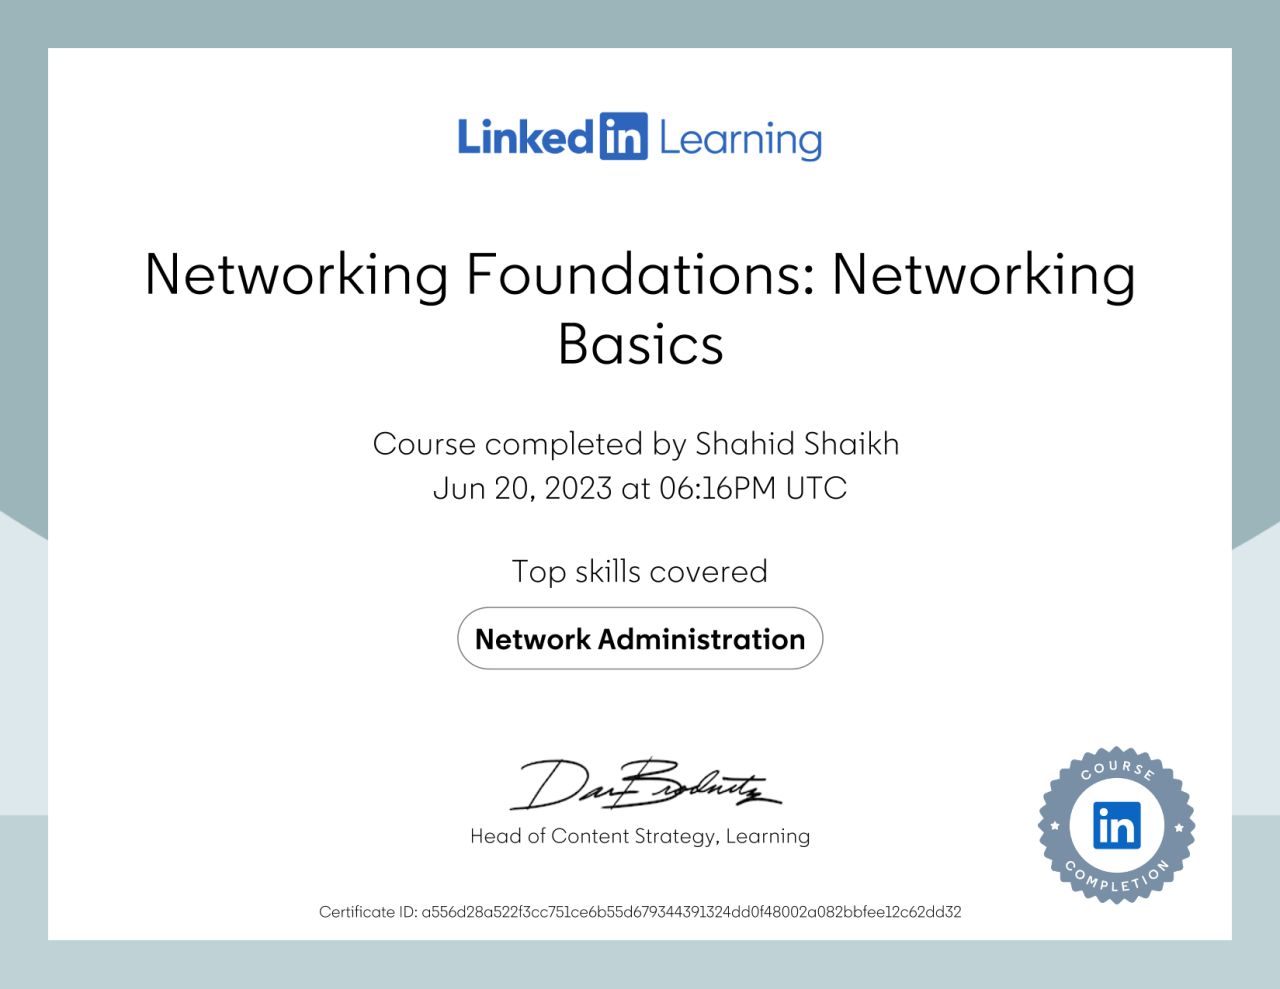 Linked in Learning
Networking Foundations: Networking
Basics
Course completed by Shahid Shaikh
Jun 20, 2023 at 06:16PM UTC
Top skills covered
Network Administration
Dan Brodnitz
Head of Content Strategy, Learning
COURSE
in
COMPLETION
Certificate ID: a556d28a522f3cc751ce6b55d679344391324dd0f48002a082bbfee12c62dd32